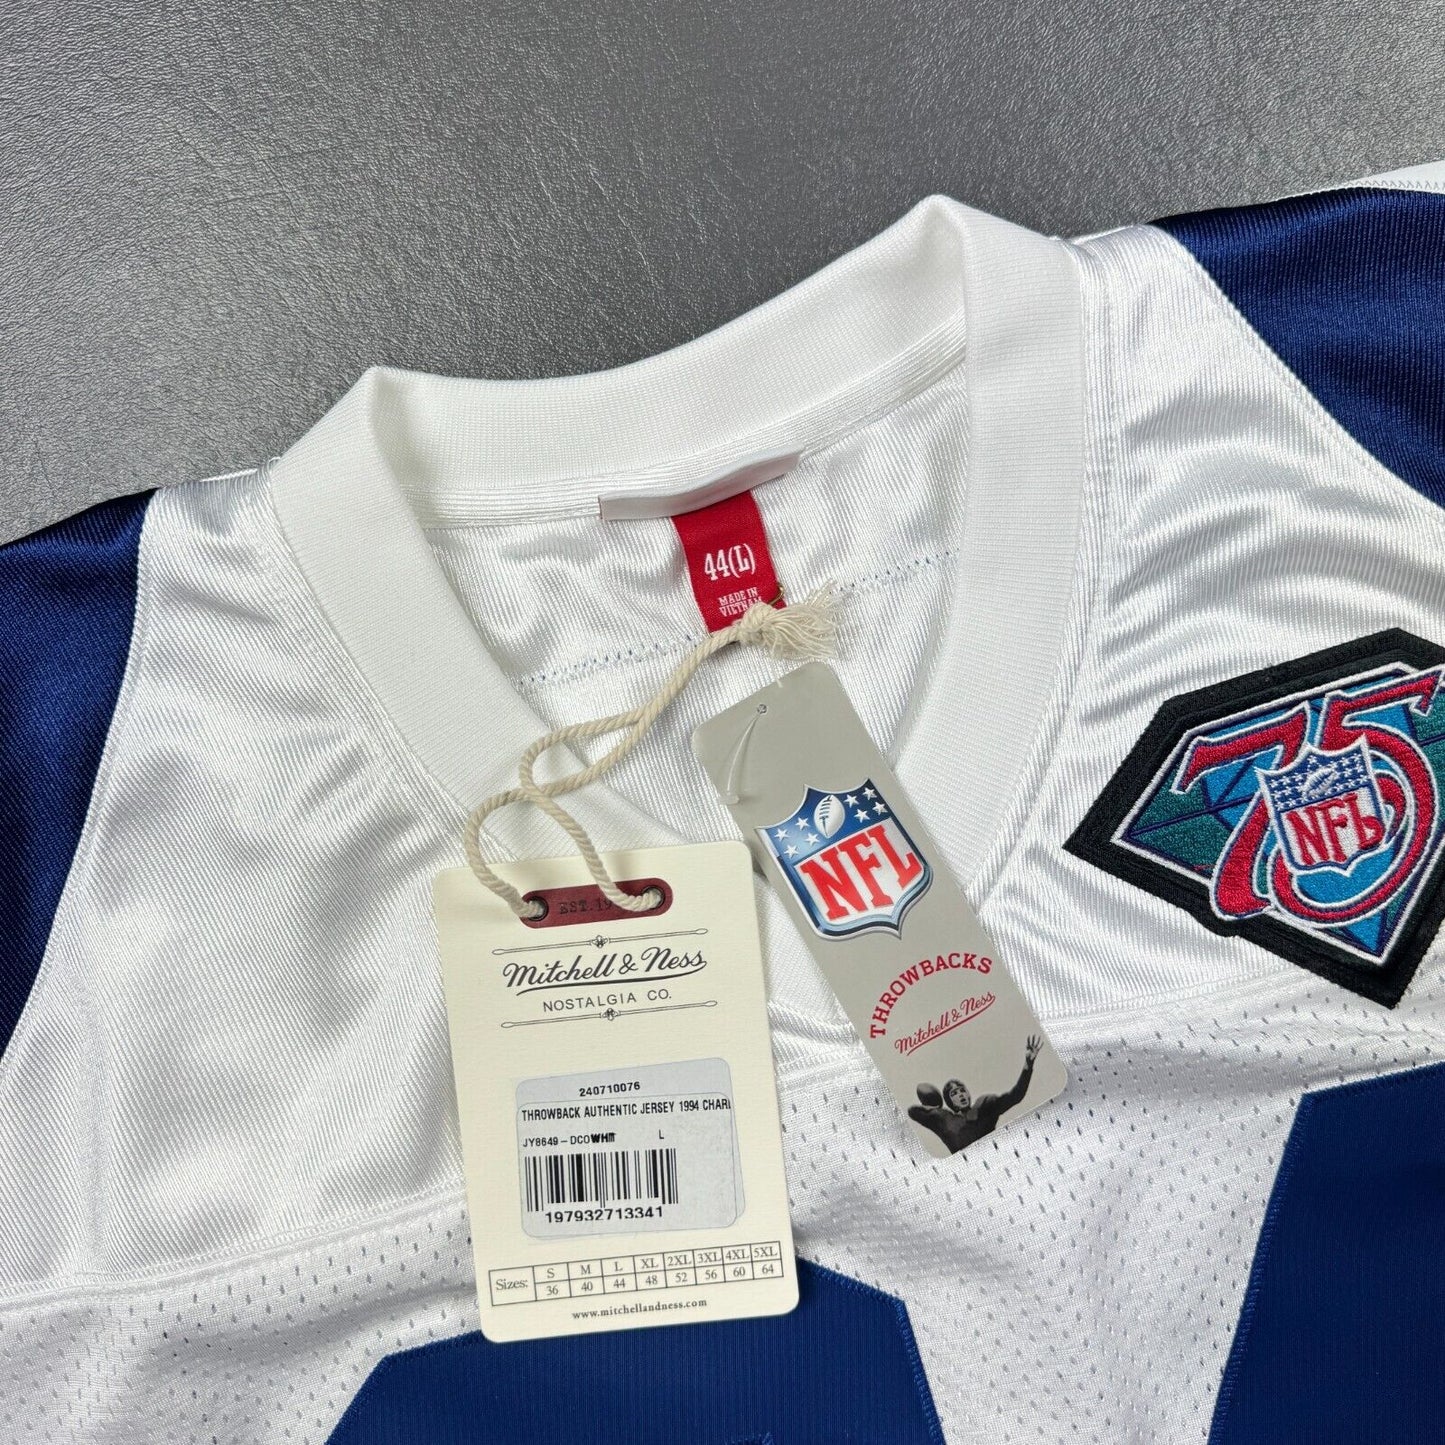 44(L)
MADE IN
VIETNAM
75
NFL
NFL
THROWBACKS
Mitchell & Ness
EST.19
Mitchell & Ness
NOSTALGIA CO.
240710076
THROWBACK AUTHENTIC JERSEY 1994 CHARL
JY8649-DCOWHIT L
197932713341
Sizes: S M L XL 2XL 3XL 4XL 5XL
36 40 44 48 52 56 60 64
www.mitchellandness.com